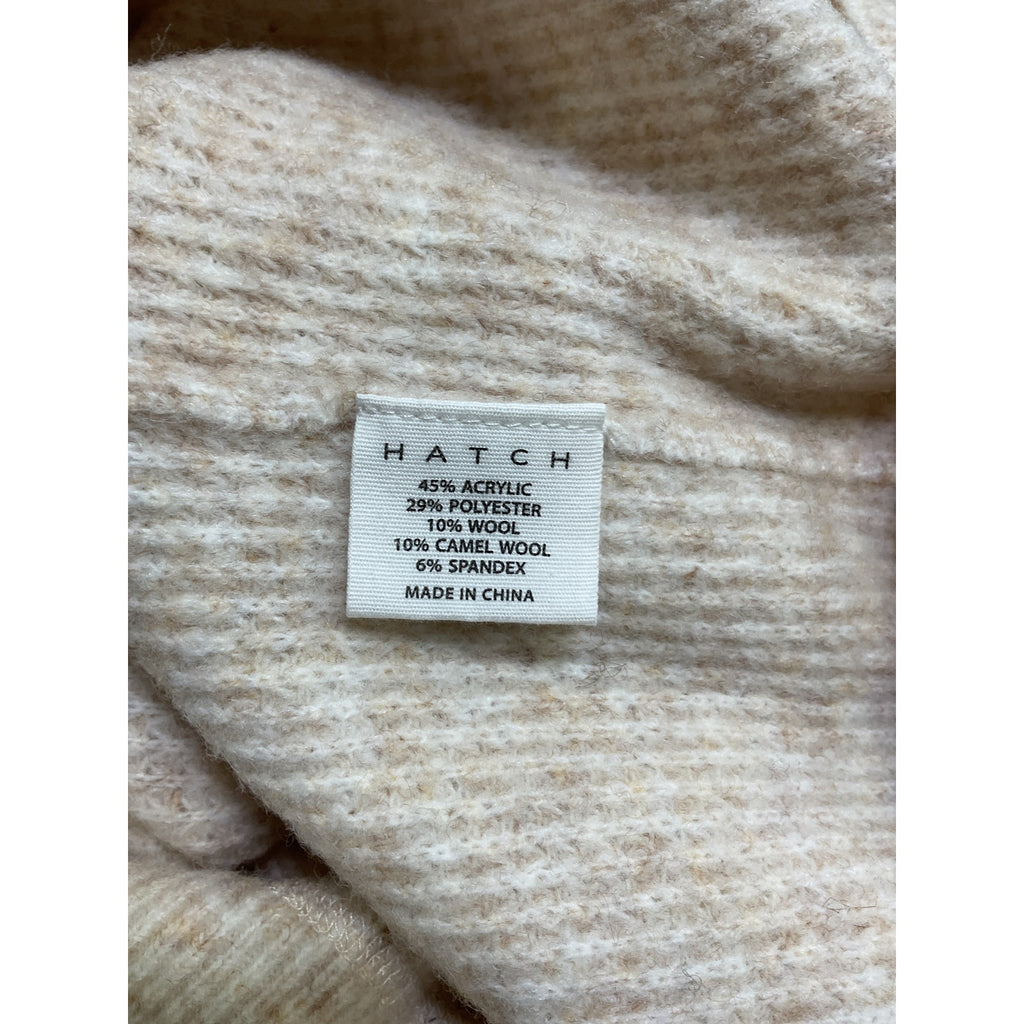 HATCH
45% ACRYLIC
29% POLYESTER
10% WOOL
10% CAMEL WOOL
6% SPANDEX
MADE IN CHINA